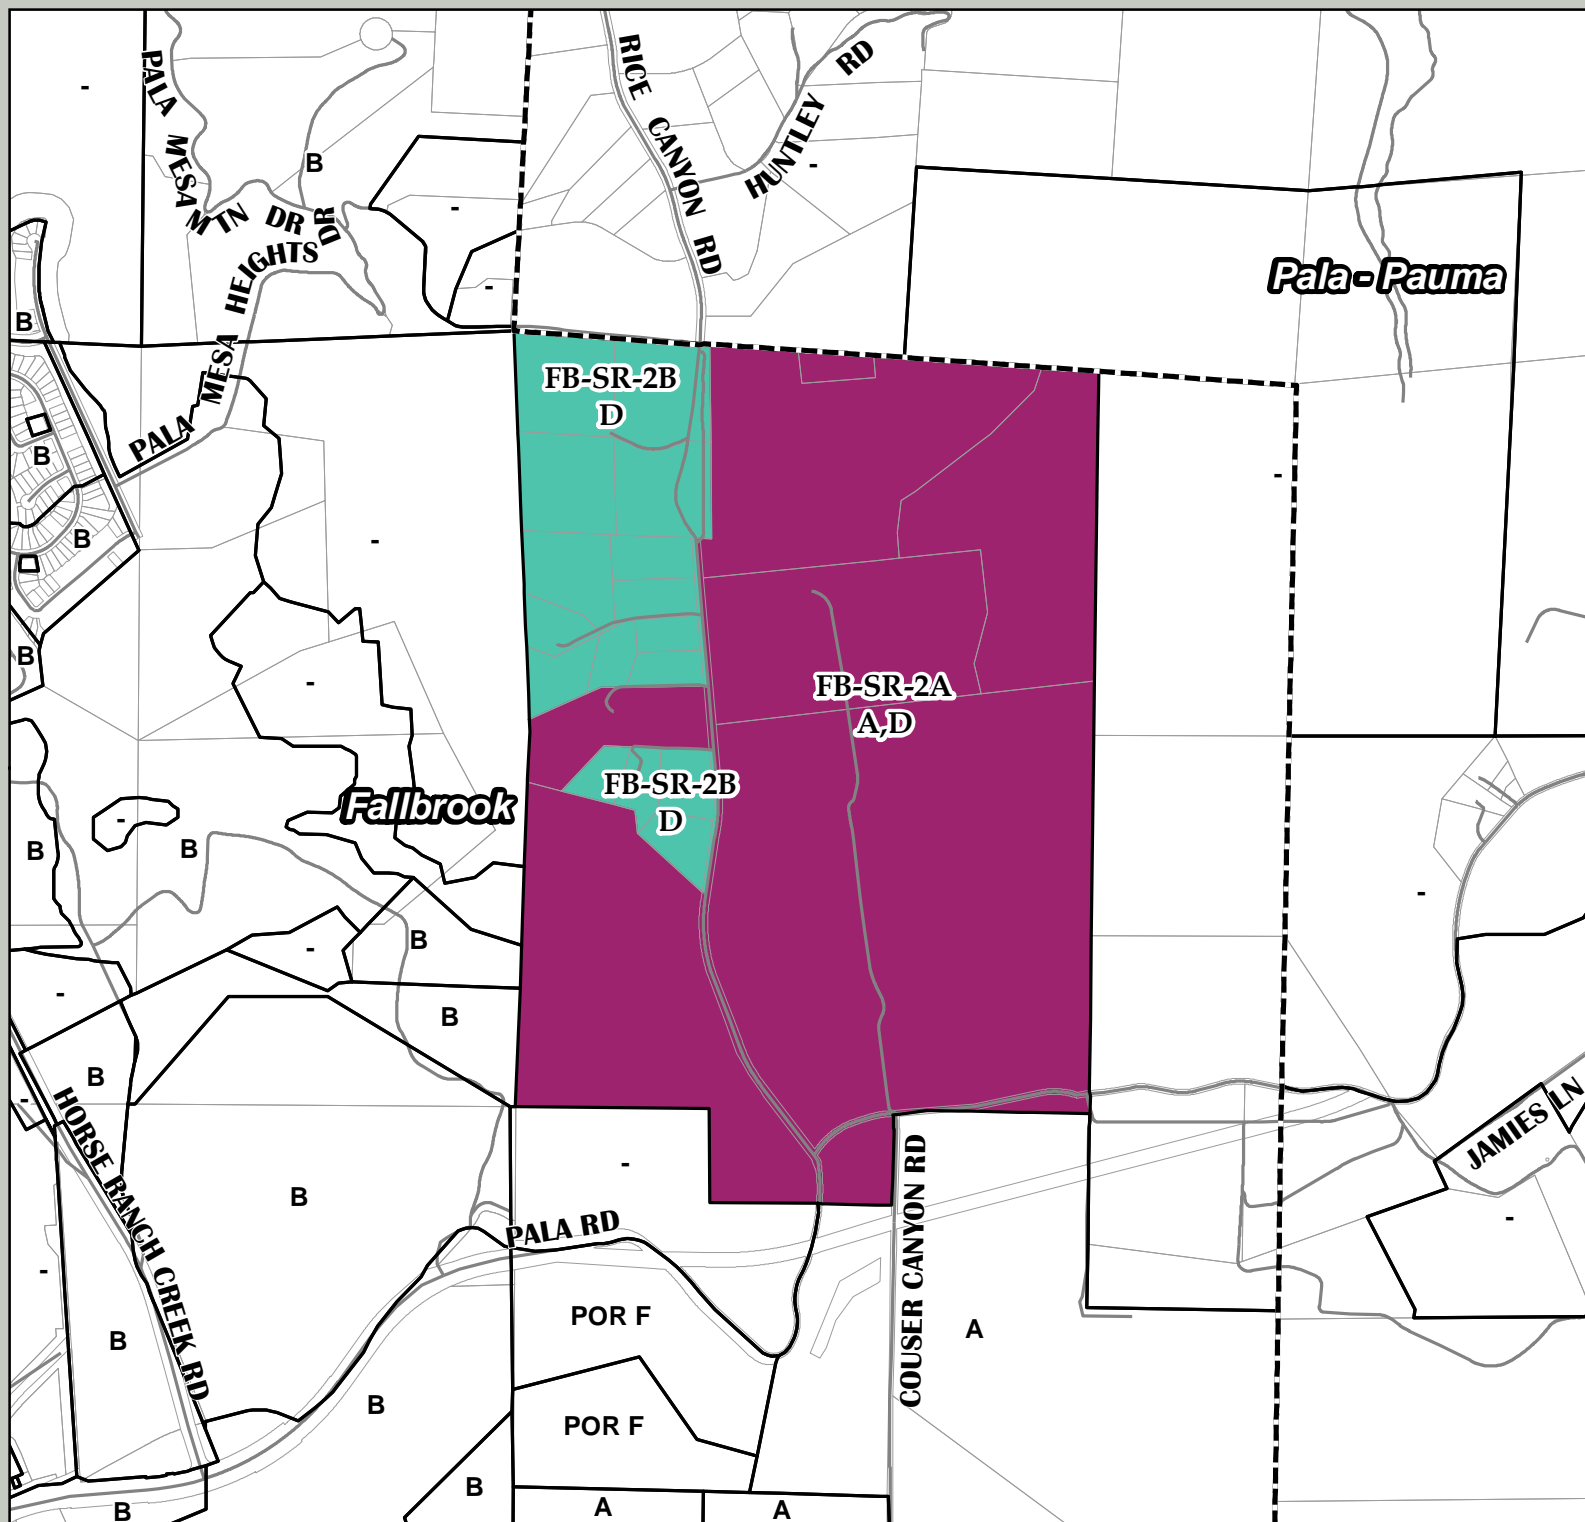 PALA MESA MTN DR
DR
RICE CANYON RD
HUNTLEY RD
-
B
-
-
-
Pala - Pauma
PALA MESA HEIGHTS
B
FB-SR-2B
D
B
-
B
-
FB-SR-2A
A,D
B
-
FB-SR-2B
D
Fallbrook
-
B
B
-
B
-
-
B
B
-
HORSE RANCH CREEK RD
JAMIES LN
B
-
PALA RD
COUSER CANYON RD
-
-
B
POR F
A
B
POR F
B
B
A
A